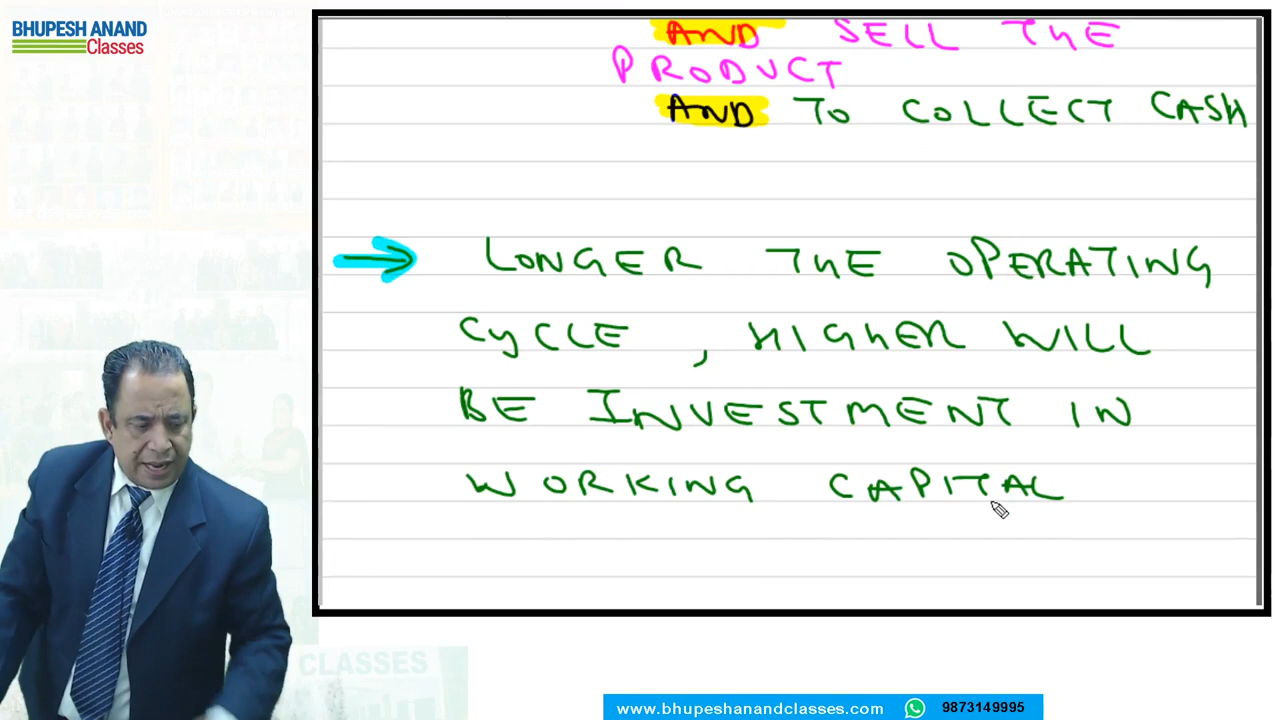 BHUPESH ANAND
Classes
AND SELL THE
PRODUCT
AND TO COLLECT CASH
→ LONGER THE OPERATING
CYCLE, HIGHER WILL
BE INVESTMENT IN
WORKING CAPITAL
CLASSES
www.bhupeshanandclasses.com 9873149995